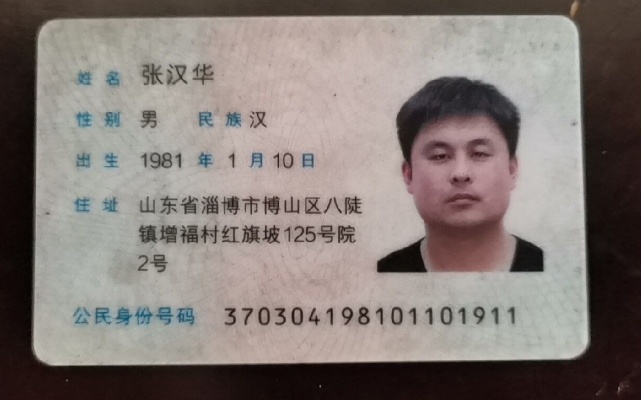 姓名 张汉华
性别 男 民族 汉
出生 1981 年 1 月 10 日
住址 山东省淄博市博山区八陡
镇增福村红旗坡125号院
2号
公民身份号码 370304198101101911